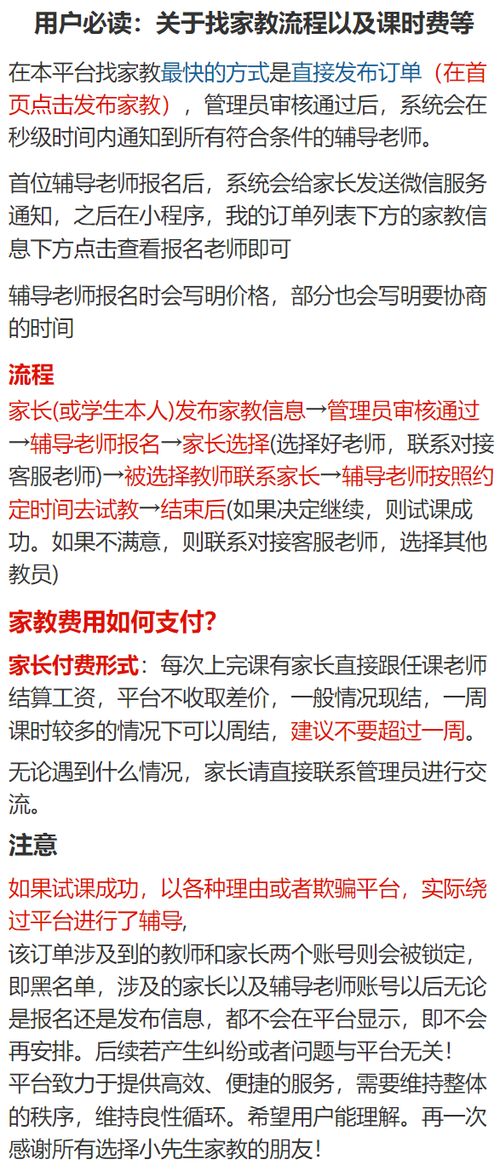 用户必读：关于找家教流程以及课时费等
在本平台找家教最快的方式是直接发布订单（在首
页点击发布家教），管理员审核通过后，系统会在
秒级时间内通知到所有符合条件的辅导老师。
首位辅导老师报名后，系统会给家长发送微信服务
通知，之后在小程序，我的订单列表下方的家教信
息下方点击查看报名老师即可
辅导老师报名时会写明价格，部分也会写明要协商
的时间
流程
家长(或学生本人)发布家教信息→管理员审核通过
→辅导老师报名→家长选择(选择好老师，联系对接
客服老师)→被选择教师联系家长→辅导老师按照约
定时间去试教→结束后(如果决定继续，则试课成
功。如果不满意，则联系对接客服老师，选择其他
教员)
家教费用如何支付？
家长付费形式：每次上完课有家长直接跟任课老师
结算工资，平台不收取差价，一般情况现结，一周
课时较多的情况下可以周结，建议不要超过一周。
无论遇到什么情况，家长请直接联系管理员进行交
流。
注意
如果试课成功，以各种理由或者欺骗平台，实际绕
过平台进行了辅导,
该订单涉及到的教师和家长两个账号则会被锁定，
即黑名单，涉及的家长以及辅导老师账号以后无论
是报名还是发布信息，都不会在平台显示，即不会
再安排。后续若产生纠纷或者问题与平台无关！
平台致力于提供高效、便捷的服务，需要维持整体
的秩序，维持良性循环。希望用户能理解。再一次
感谢所有选择小先生家教的朋友！